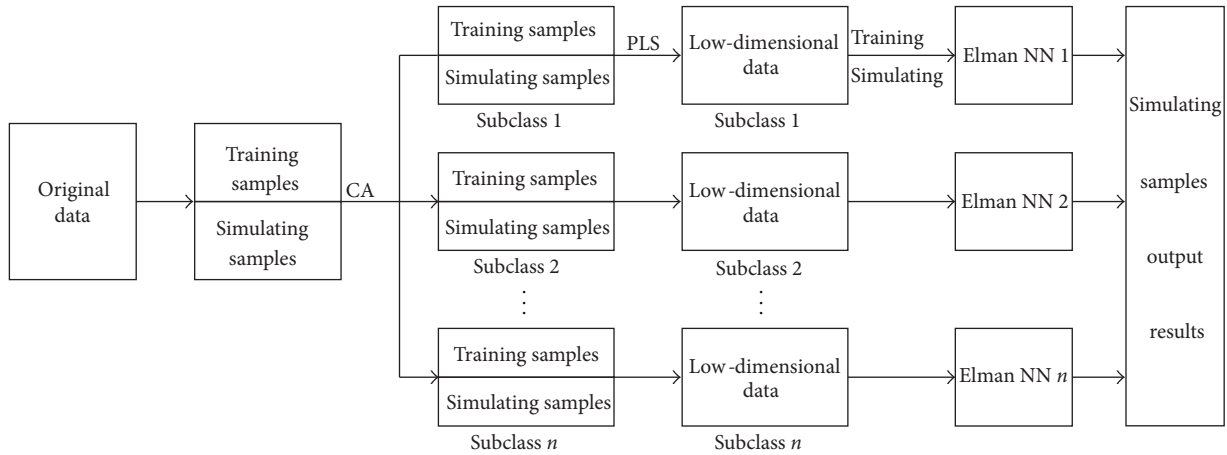 Original
data
Training
samples
Simulating
samples
CA
Training samples
Simulating samples
Subclass 1
PLS
Low-dimensional
data
Subclass 1
Training
Simulating
Elman NN 1
Training samples
Simulating samples
Subclass 2
Low-dimensional
data
Subclass 2
Elman NN 2
⋮
⋮
Training samples
Simulating samples
Subclass n
Low-dimensional
data
Subclass n
Elman NN n
Simulating
samples
output
results